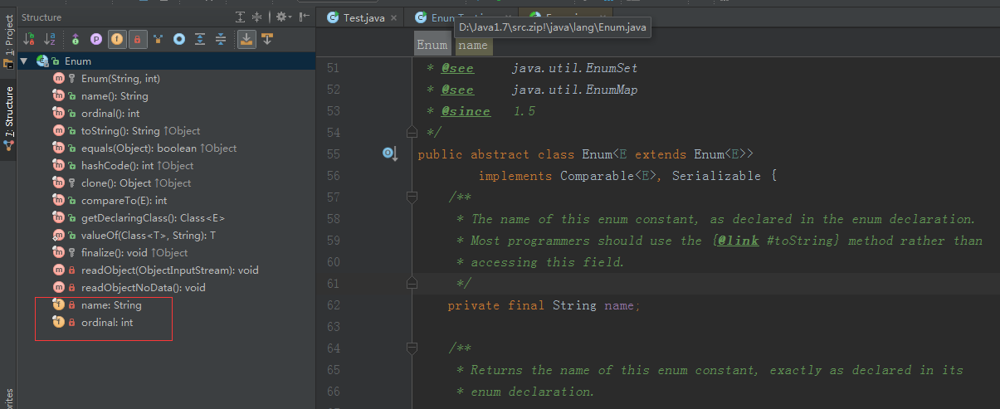 Structure
1: Project
7: Structure
Enum
Enum(String, int)
name(): String
ordinal(): int
toString(): String ↑Object
equals(Object): boolean ↑Object
hashCode(): int ↑Object
clone(): Object ↑Object
compareTo(E): int
getDeclaringClass(): Class<E>
valueOf(Class<T>, String): T
finalize(): void ↑Object
readObject(ObjectInputStream): void
readObjectNoData(): void
name: String
ordinal: int
Test.java
D:\Java1.7\src.zip!\java\lang\Enum.java
Enum name
51 * @see java.util.EnumSet
52 * @see java.util.EnumMap
53 * @since 1.5
54 */
55 public abstract class Enum<E extends Enum<E>>
56 implements Comparable<E>, Serializable {
57 /**
58 * The name of this enum constant, as declared in the enum declaration.
59 * Most programmers should use the {@link #toString} method rather than
60 * accessing this field.
61 */
62 private final String name;
63
64 /**
65 * Returns the name of this enum constant, exactly as declared in its
66 * enum declaration.